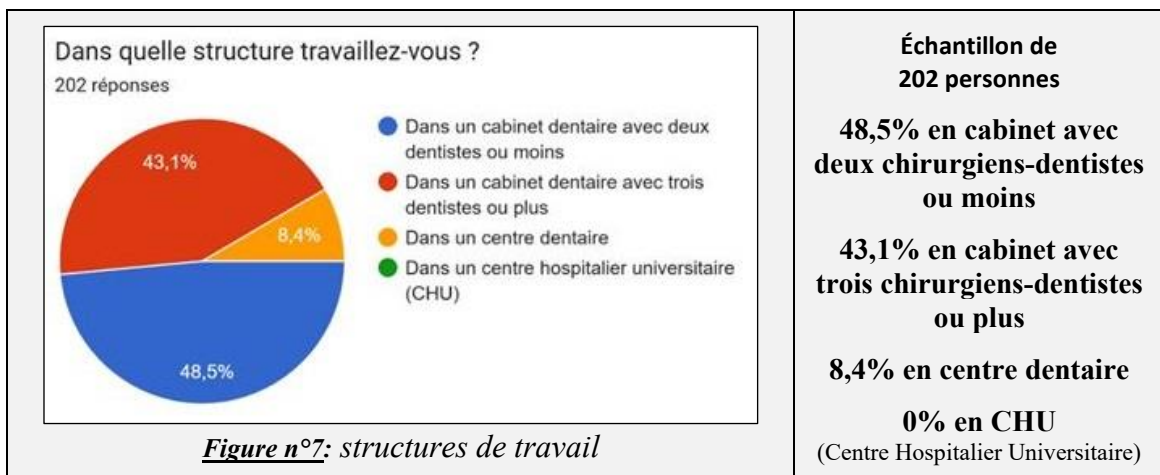 Dans quelle structure travaillez-vous ?
202 réponses
43,1%
8,4%
48,5%
Dans un cabinet dentaire avec deux
dentistes ou moins
Dans un cabinet dentaire avec trois
dentistes ou plus
Dans un centre dentaire
Dans un centre hospitalier universitaire
(CHU)
Figure n°7: structures de travail
Échantillon de
202 personnes
48,5% en cabinet avec
deux chirurgiens-dentistes
ou moins
43,1% en cabinet avec
trois chirurgiens-dentistes
ou plus
8,4% en centre dentaire
0% en CHU
(Centre Hospitalier Universitaire)